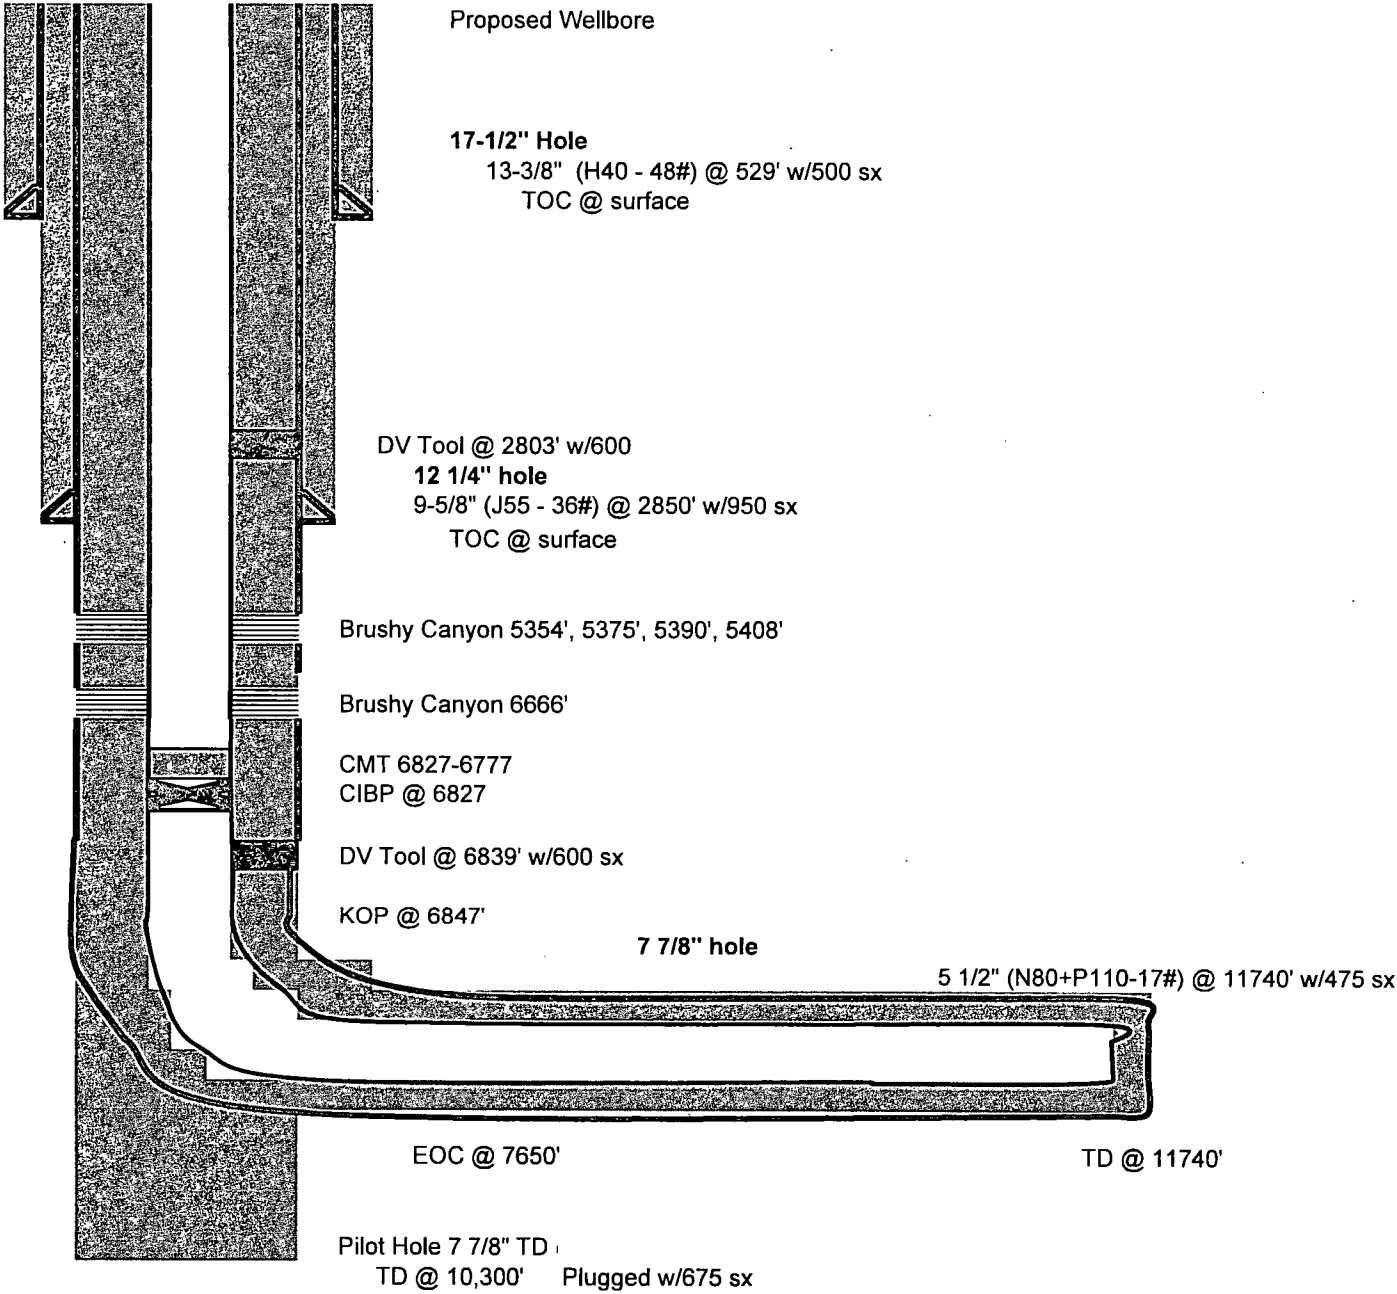 Proposed Wellbore
17-1/2" Hole
13-3/8" (H40 - 48#) @ 529' w/500 sx
TOC @ surface
DV Tool @ 2803' w/600
12 1/4" hole
9-5/8" (J55 - 36#) @ 2850' w/950 sx
TOC @ surface
Brushy Canyon 5354', 5375', 5390', 5408'
Brushy Canyon 6666'
CMT 6827-6777
CIBP @ 6827
DV Tool @ 6839' w/600 sx
KOP @ 6847'
7 7/8" hole
5 1/2" (N80+P110-17#) @ 11740' w/475 sx
EOC @ 7650'
TD @ 11740'
Pilot Hole 7 7/8" TD
TD @ 10,300' Plugged w/675 sx